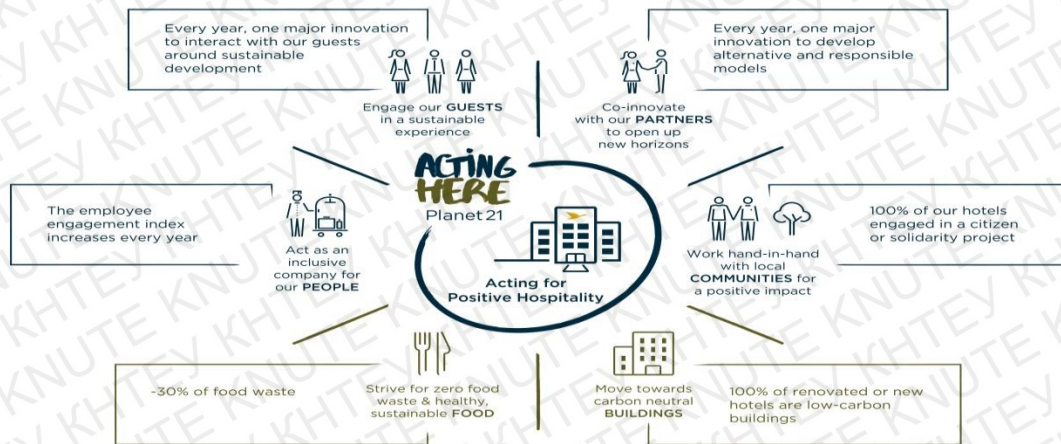 Every year, one major innovation
to interact with our guests
around sustainable
development
Engage our GUESTS
in a sustainable
experience
Every year, one major
innovation to develop
alternative and responsible
models
Co-innovate
with our PARTNERS
to open up
new horizons
ACTING
HERE
Planet 21
Acting for
Positive Hospitality
The employee
engagement index
increases every year
Act as an
inclusive
company for
our PEOPLE
100% of our hotels
engaged in a citizen
or solidarity project
Work hand-in-hand
with local
COMMUNITIES for
a positive impact
-30% of food waste
Strive for zero food
waste & healthy,
sustainable FOOD
Move towards
carbon neutral
BUILDINGS
100% of renovated or new
hotels are low-carbon
buildings
KNUTE KHTEY KNUTE KHTEY